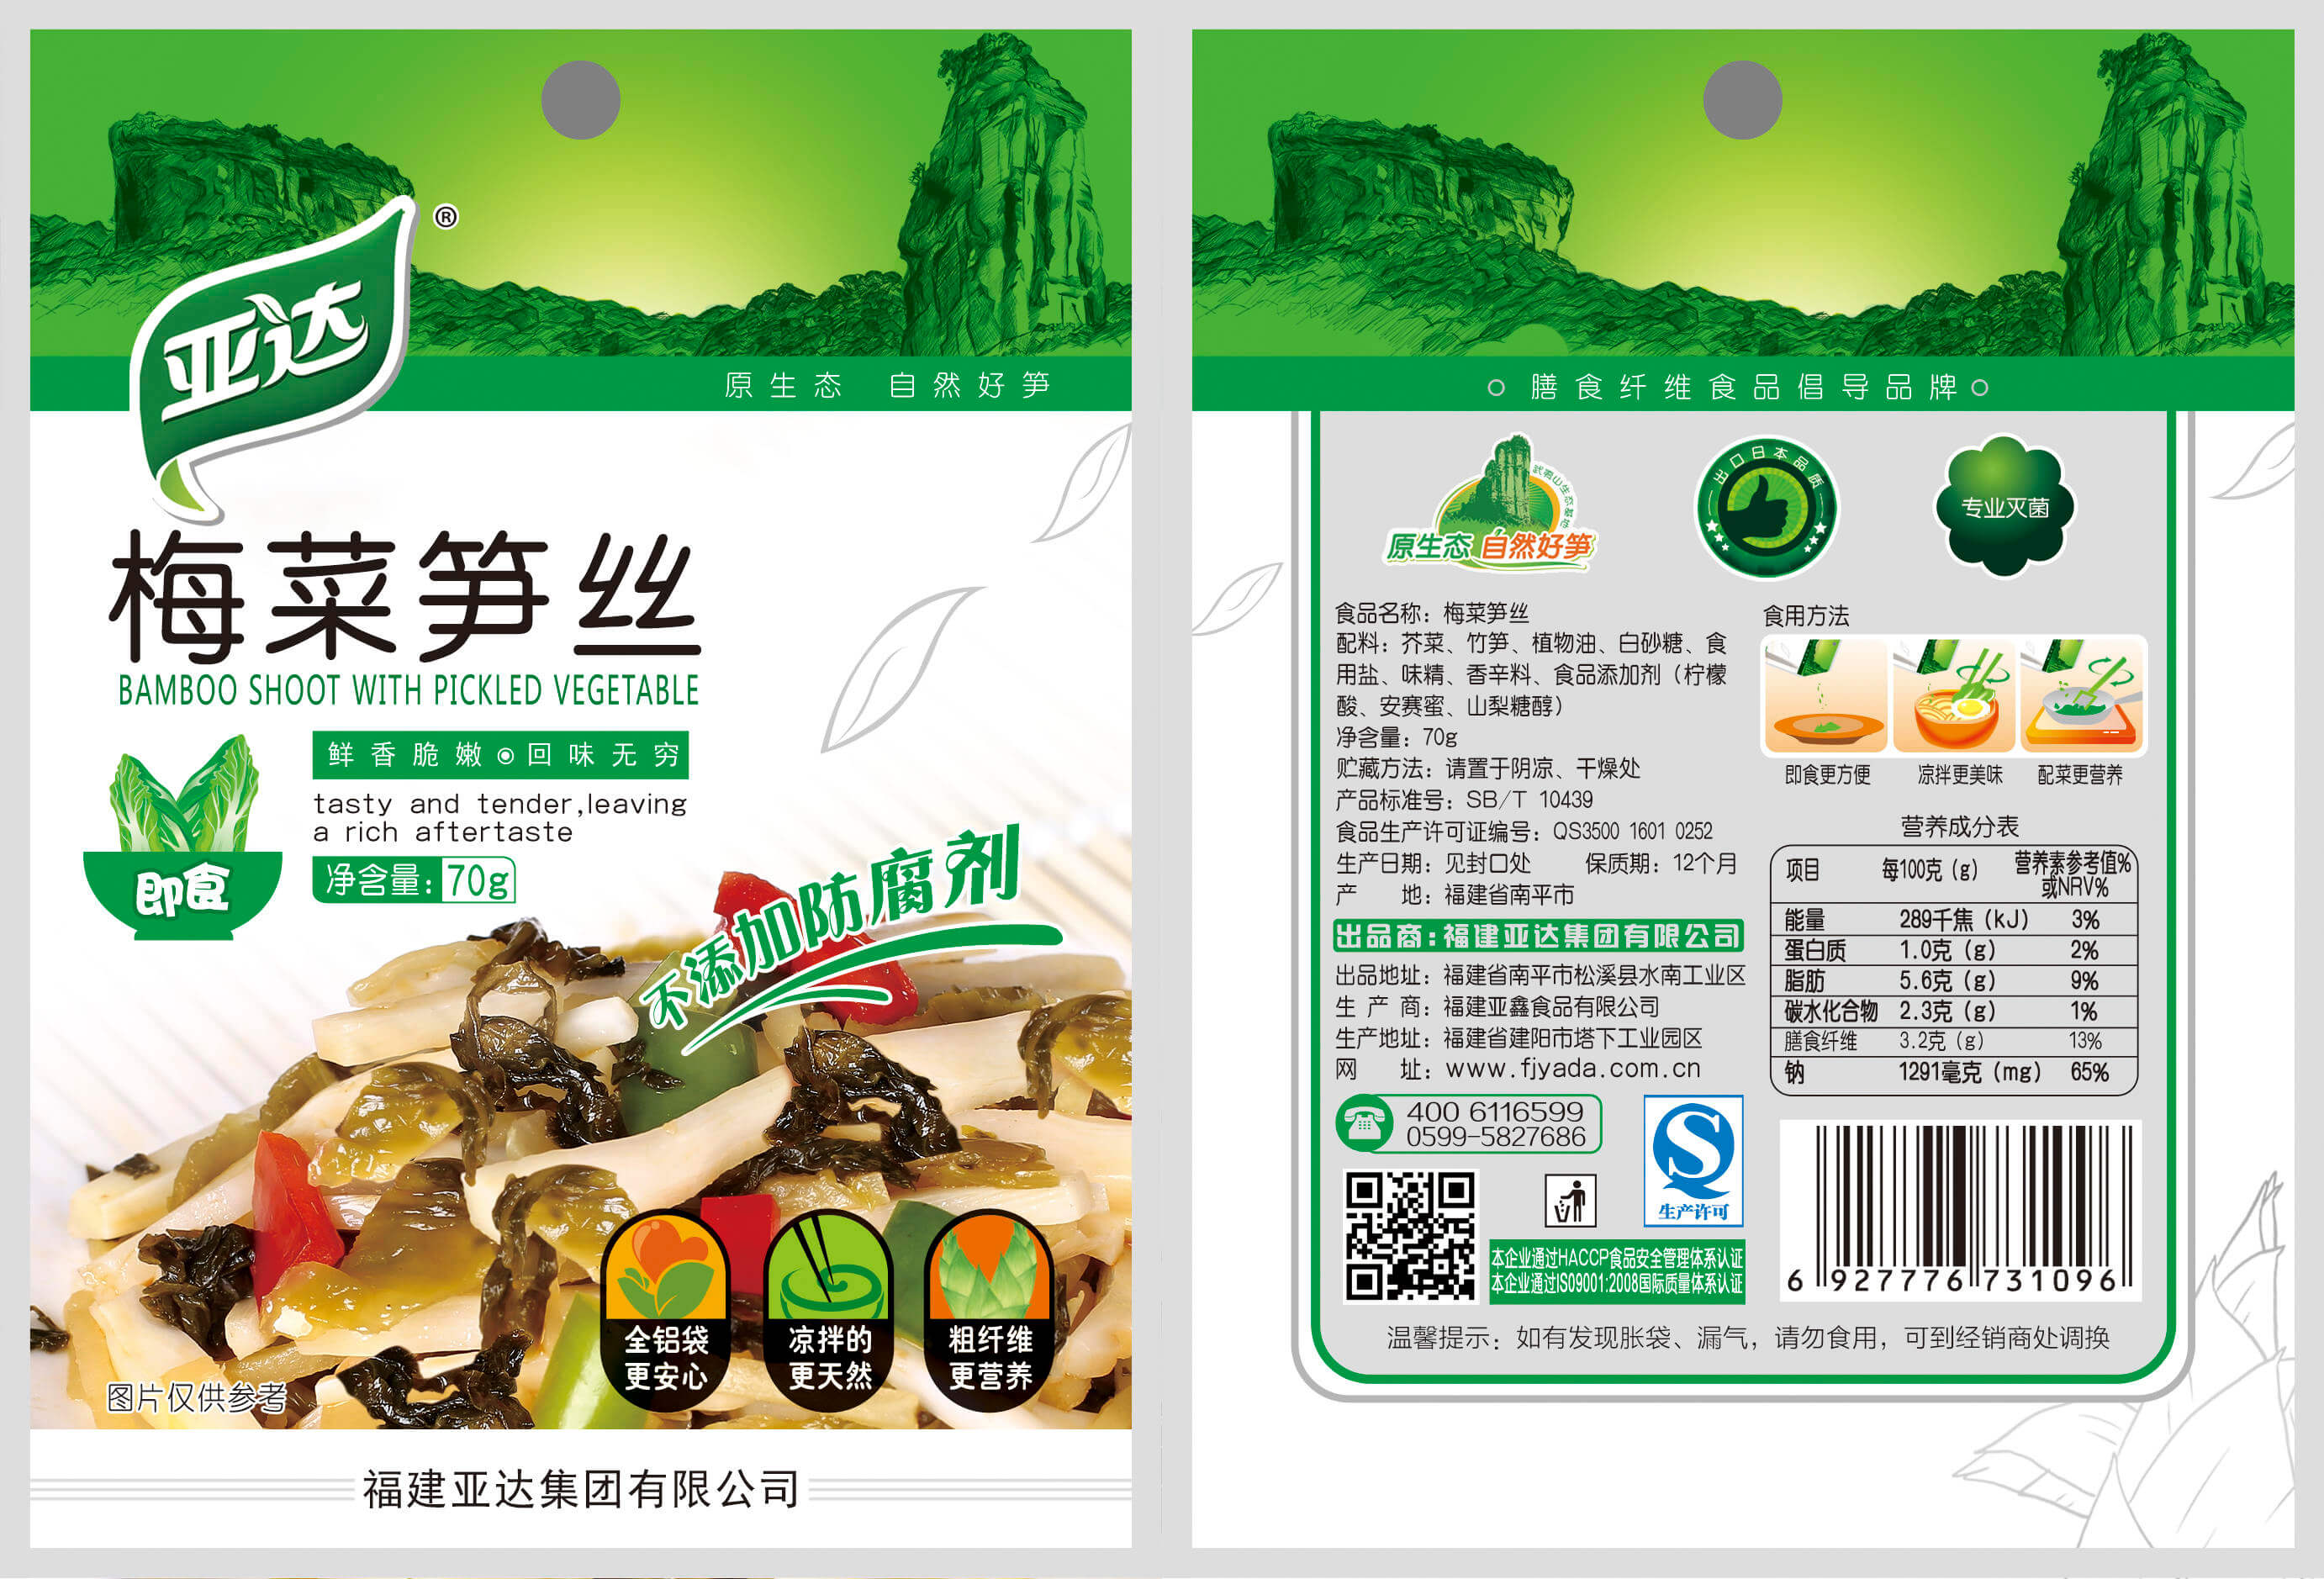 亚达
®
原生态 自然好笋
梅菜笋丝
BAMBOO SHOOT WITH PICKLED VEGETABLE
鲜香脆嫩◉回味无穷
tasty and tender,leaving
a rich aftertaste
净含量: 70g
即食
不添加防腐剂
全铝袋
更安心
凉拌的
更天然
粗纤维
更营养
图片仅供参考
福建亚达集团有限公司
膳食纤维食品倡导品牌
原生态 自然好笋
出口日本品质
专业灭菌
食品名称：梅菜笋丝
配料：芥菜、竹笋、植物油、白砂糖、食
用盐、味精、香辛料、食品添加剂（柠檬
酸、安赛蜜、山梨糖醇）
净含量：70g
贮藏方法：请置于阴凉、干燥处
产品标准号：SB/T 10439
食品生产许可证编号：QS3500 1601 0252
生产日期：见封口处 保质期：12个月
产 地：福建省南平市
出品商：福建亚达集团有限公司
出品地址：福建省南平市松溪县水南工业区
生 产 商：福建亚鑫食品有限公司
生产地址：福建省建阳市塔下工业园区
网 址：www.fjyada.com.cn
400 6116599
0599-5827686
生产许可
本企业通过HACCP食品安全管理体系认证
本企业通过ISO9001:2008国际质量体系认证
食用方法
即食更方便 凉拌更美味 配菜更营养
营养成分表
项目 每100克（g） 营养素参考值%
或NRV%
能量 289千焦（kJ） 3%
蛋白质 1.0克（g） 2%
脂肪 5.6克（g） 9%
碳水化合物 2.3克（g） 1%
膳食纤维 3.2克（g） 13%
钠 1291毫克（mg） 65%
6 927776 731096
温馨提示：如有发现胀袋、漏气，请勿食用，可到经销商处调换